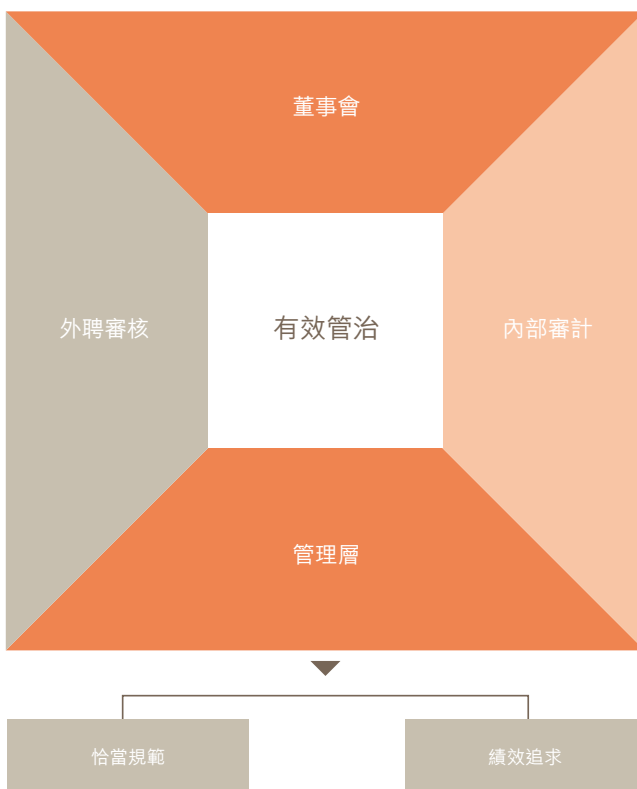 董事會
外聘審核
有效管治
內部審計
管理層
恰當規範
績效追求